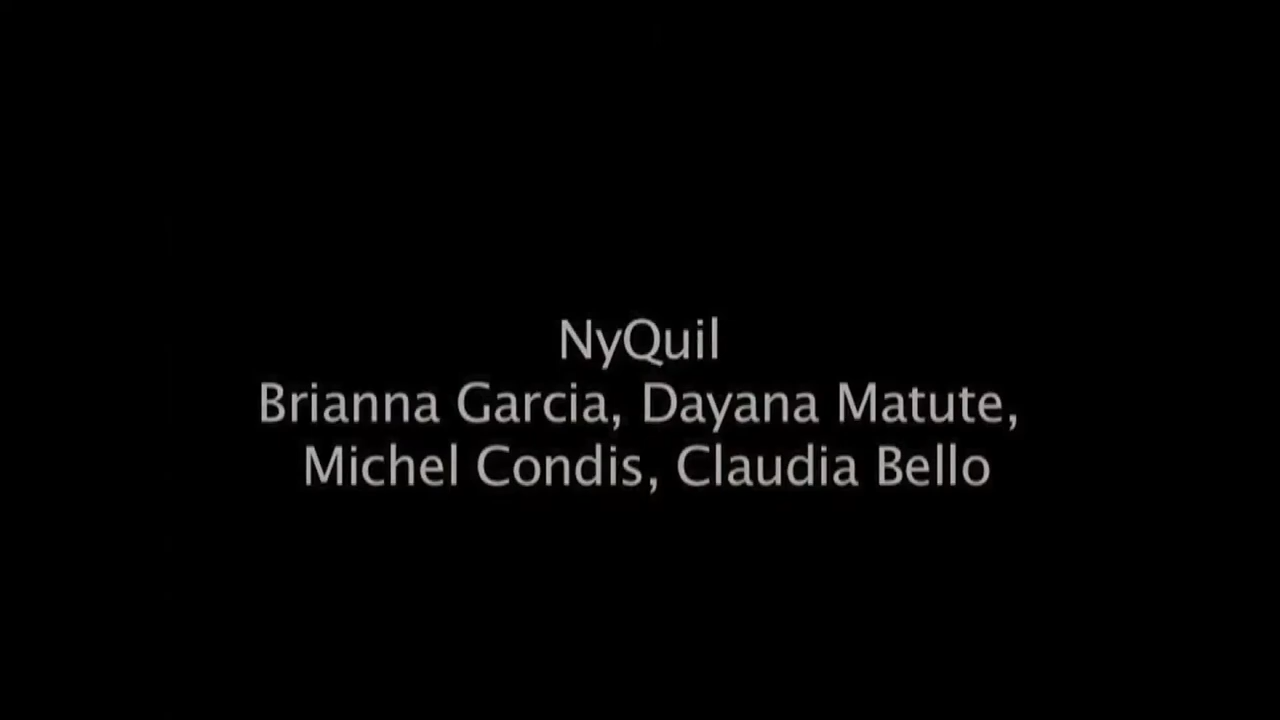 NyQuil
Brianna Garcia, Dayana Matute,
Michel Condis, Claudia Bello